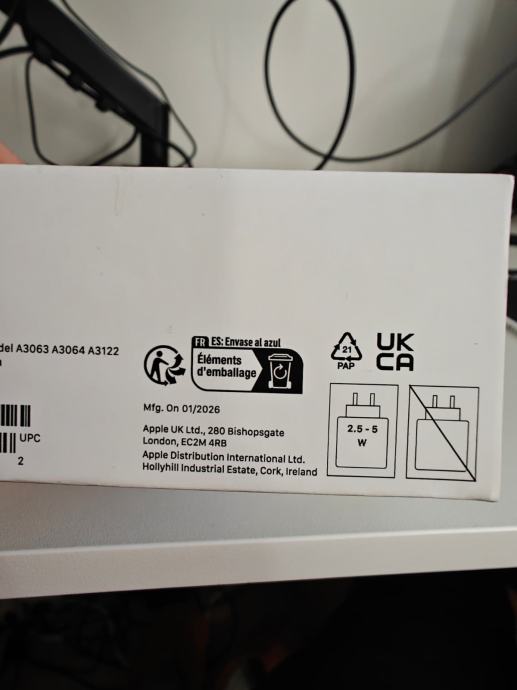 del A3063 A3064 A3122
UPC
2
FR ES: Envase al azul
Éléments
d'emballage
Mfg. On 01/2026
Apple UK Ltd., 280 Bishopsgate
London, EC2M 4RB
Apple Distribution International Ltd.
Hollyhill Industrial Estate, Cork, Ireland
21
PAP
UK
CA
2.5 - 5
W